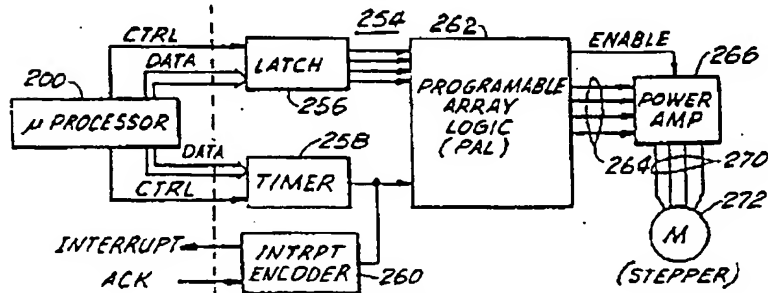 CTRL
DATA
200
μ PROCESSOR
DATA
CTRL
INTERRUPT
ACK
LATCH
256
258
TIMER
INTRPT
ENCODER
260
254
262
PROGRAMABLE
ARRAY
LOGIC
(PAL)
ENABLE
266
POWER
AMP
264
270
272
M
(STEPPER)